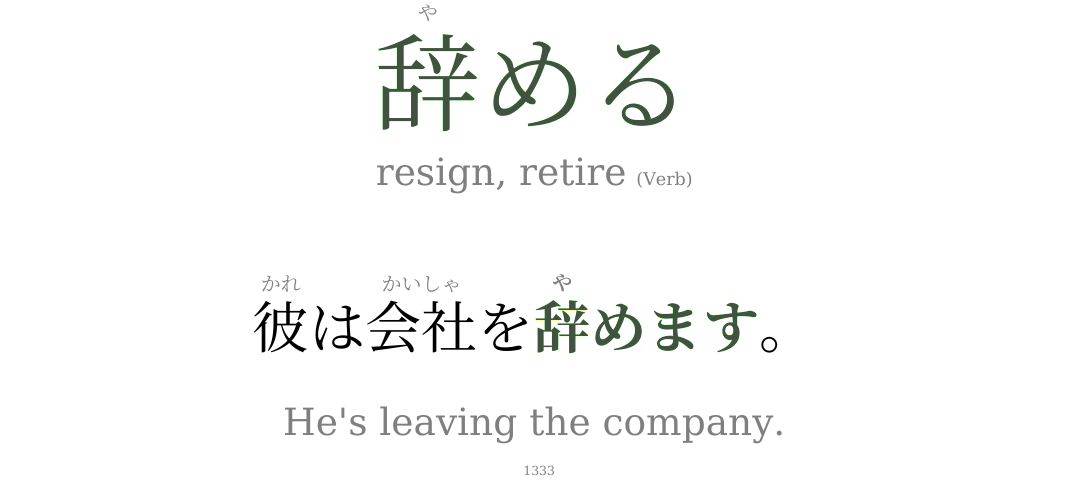 や
辞める
resign, retire (Verb)
かれ かいしゃ や
彼は会社を辞めます。
He's leaving the company.
1333